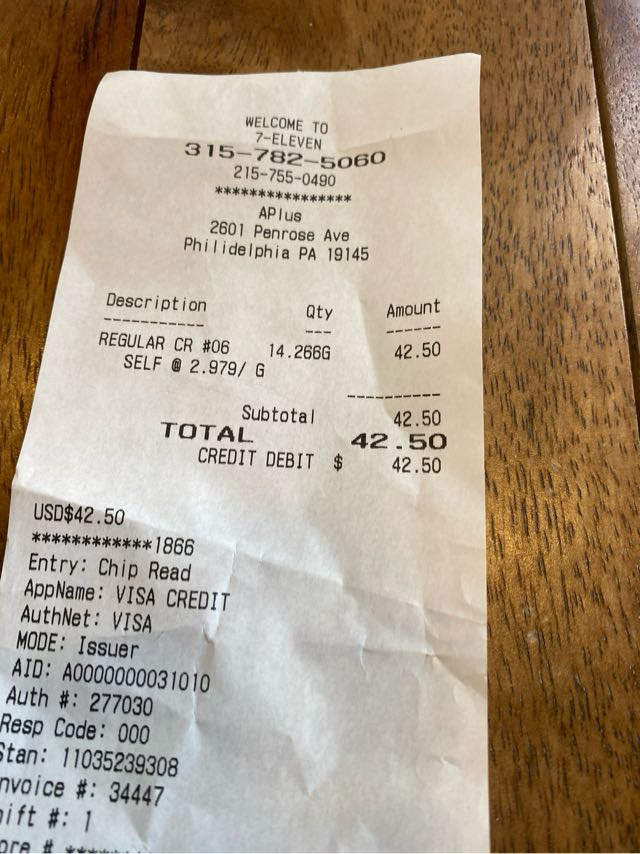 WELCOME TO
7-ELEVEN
315-782-5060
215-755-0490
****************
APlus
2601 Penrose Ave
Philidelphia PA 19145
Description Qty Amount
----------- --- ------
REGULAR CR #06 14.266G 42.50
SELF @ 2.979/ G
----------
Subtotal 42.50
TOTAL 42.50
CREDIT DEBIT $ 42.50
USD$42.50
************1866
Entry: Chip Read
AppName: VISA CREDIT
AuthNet: VISA
MODE: Issuer
AID: A0000000031010
Auth #: 277030
Resp Code: 000
Stan: 11035239308
nvoice #: 34447
ift #: 1